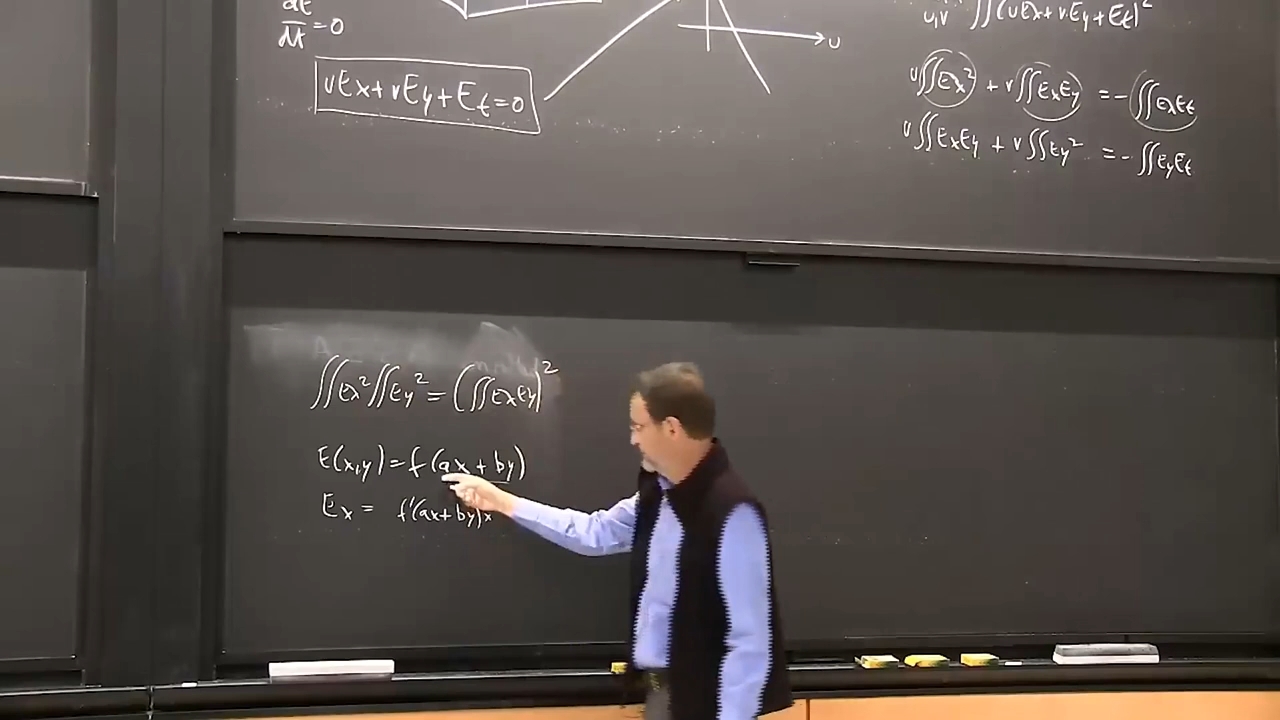 dE/dt = 0
uEx + vEy + Et = 0
u
u,v ∬(uEx + vEy + Et)²
u∬Ex² + v∬ExEy = -∬ExEt
u∬ExEy + v∬Ey² = -∬EyEt
∬Ex² ∬Ey² = (∬ExEy)²
E(x,y) = f(ax + by)
Ex = f'(ax + by)x